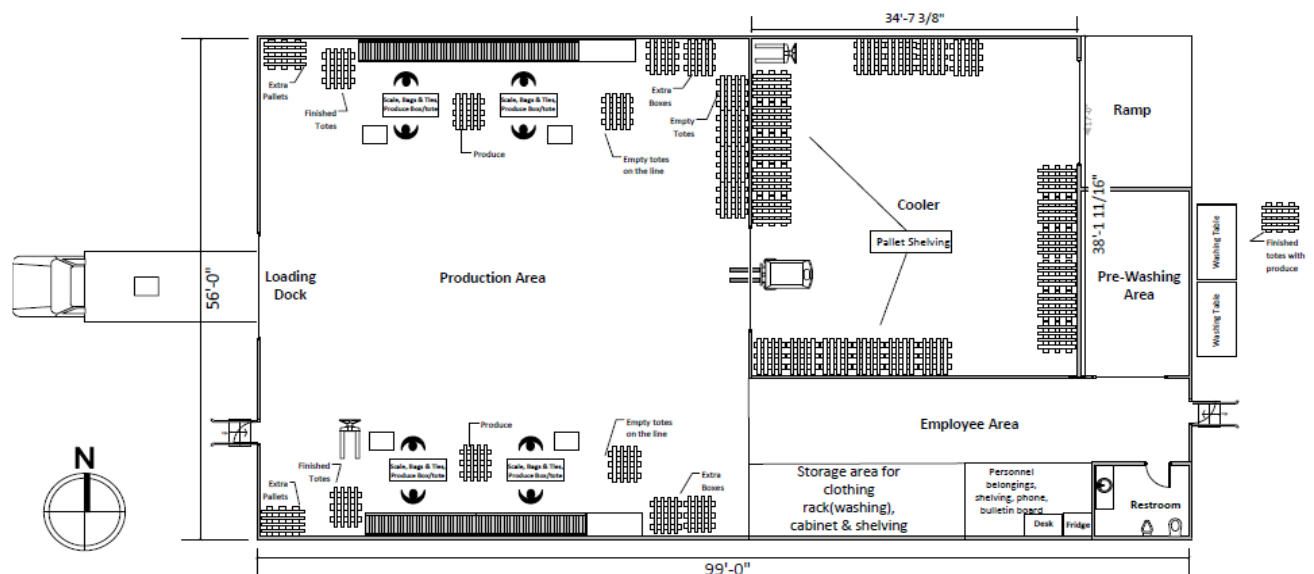 34'-7 3/8"
Extra
Pallets
Finished
Totes
Scale, Bags & Ties,
Produce Box/tote
Produce
Scale, Bags & Ties,
Produce Box/tote
Empty totes
on the line
Extra
Boxes
Empty
Totes
Ramp
17'-0"
Cooler
38'-1 11/16"
Pallet Shelving
Pre-Washing
Area
Washing Table
Washing Table
Finished
totes with
produce
56'-0"
Loading
Dock
Production Area
Employee Area
N
Extra
Pallets
Finished
Totes
Scale, Bags & Ties,
Produce Box/tote
Produce
Scale, Bags & Ties,
Produce Box/tote
Empty totes
on the line
Extra
Boxes
Storage area for
clothing
rack(washing),
cabinet & shelving
Personnel
belongings,
shelving, phone,
bulletin board
Desk
Fridge
Restroom
99'-0"